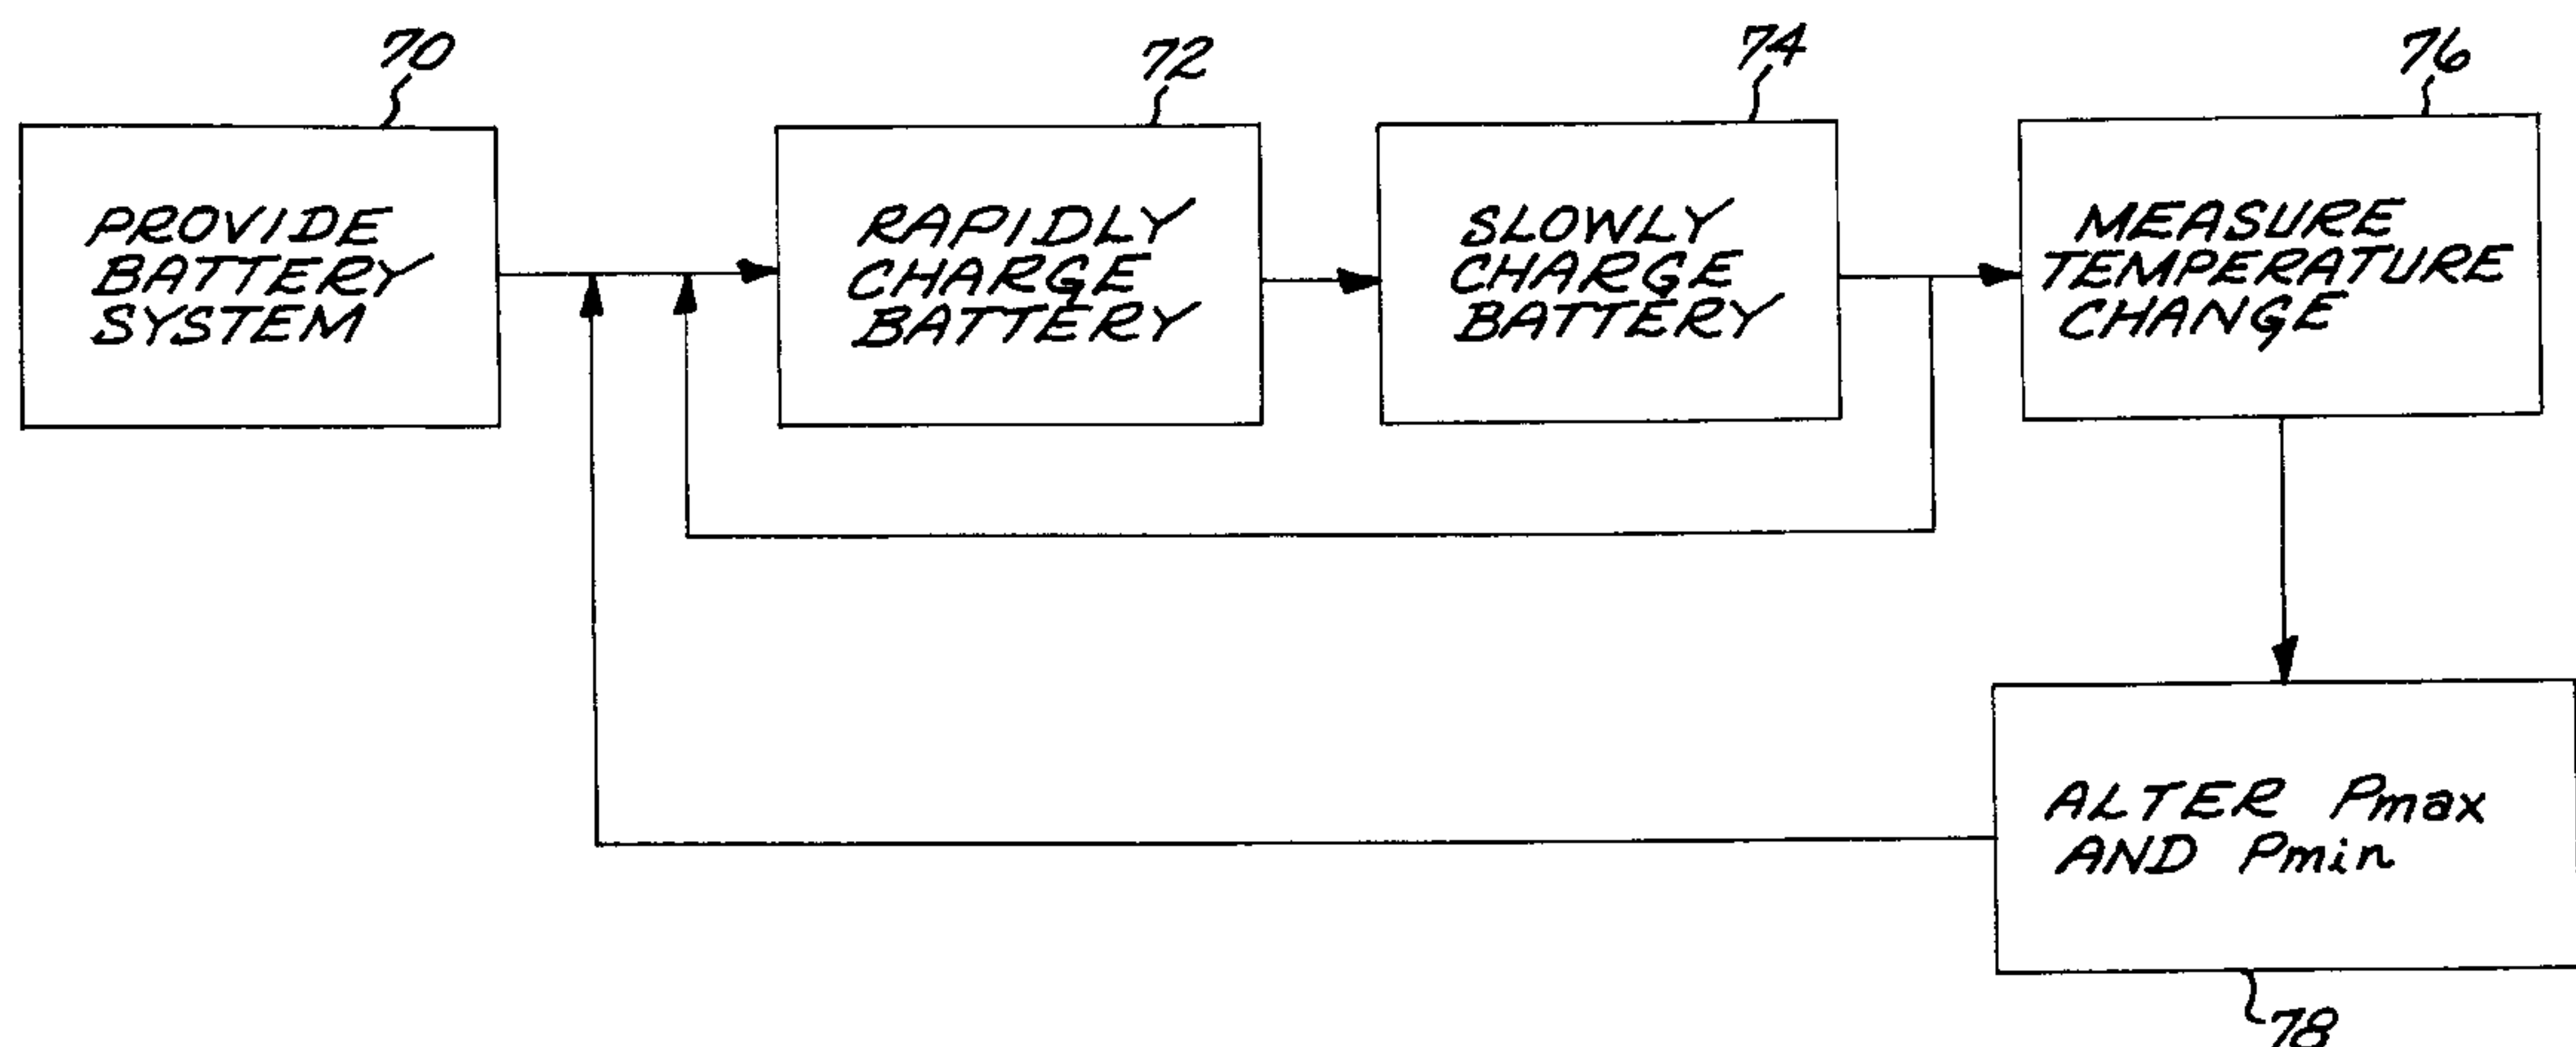 70
PROVIDE
BATTERY
SYSTEM
72
RAPIDLY
CHARGE
BATTERY
74
SLOWLY
CHARGE
BATTERY
76
MEASURE
TEMPERATURE
CHANGE
ALTER Pmax
AND Pmin
78